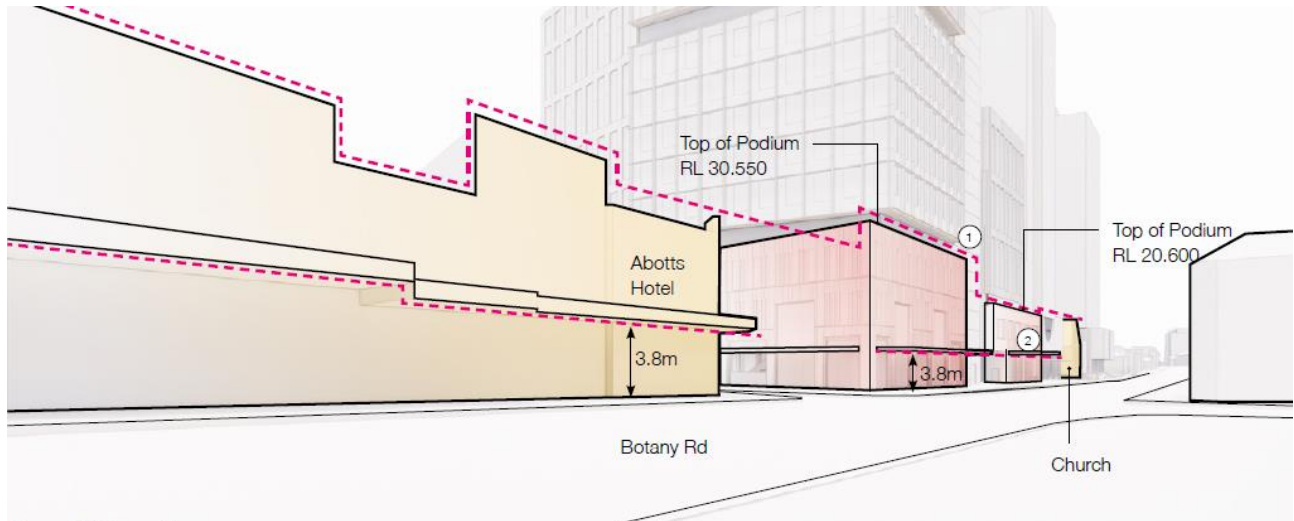 Top of Podium
RL 30.550
1
Top of Podium
RL 20.600
Abotts
Hotel
2
3.8m
3.8m
Botany Rd
Church